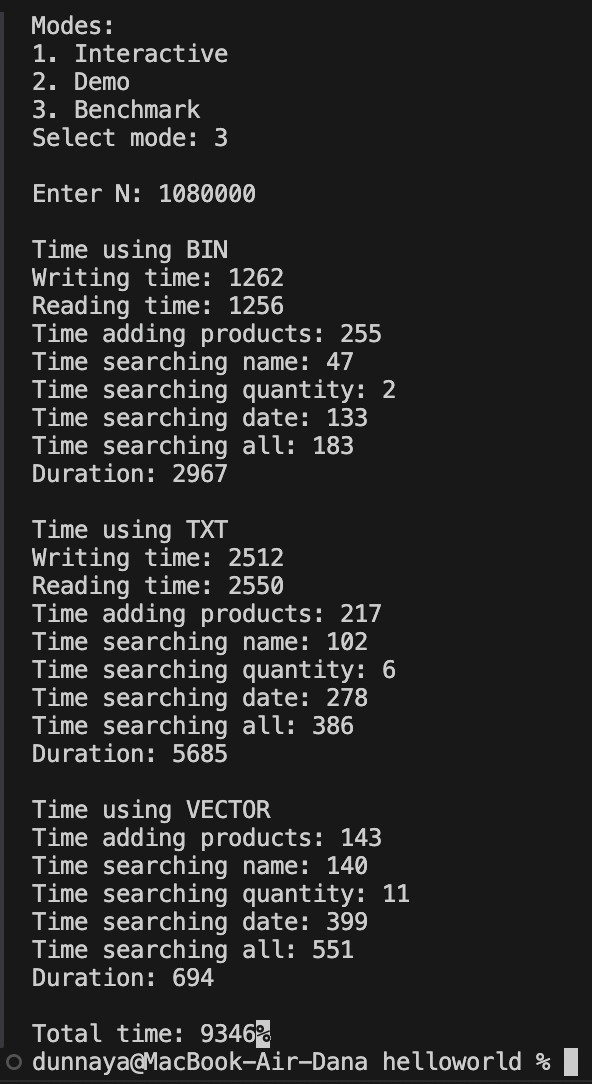 Modes:
1. Interactive
2. Demo
3. Benchmark
Select mode: 3
Enter N: 1080000
Time using BIN
Writing time: 1262
Reading time: 1256
Time adding products: 255
Time searching name: 47
Time searching quantity: 2
Time searching date: 133
Time searching all: 183
Duration: 2967
Time using TXT
Writing time: 2512
Reading time: 2550
Time adding products: 217
Time searching name: 102
Time searching quantity: 6
Time searching date: 278
Time searching all: 386
Duration: 5685
Time using VECTOR
Time adding products: 143
Time searching name: 140
Time searching quantity: 11
Time searching date: 399
Time searching all: 551
Duration: 694
Total time: 9346%
dunnaya@MacBook-Air-Dana helloworld %